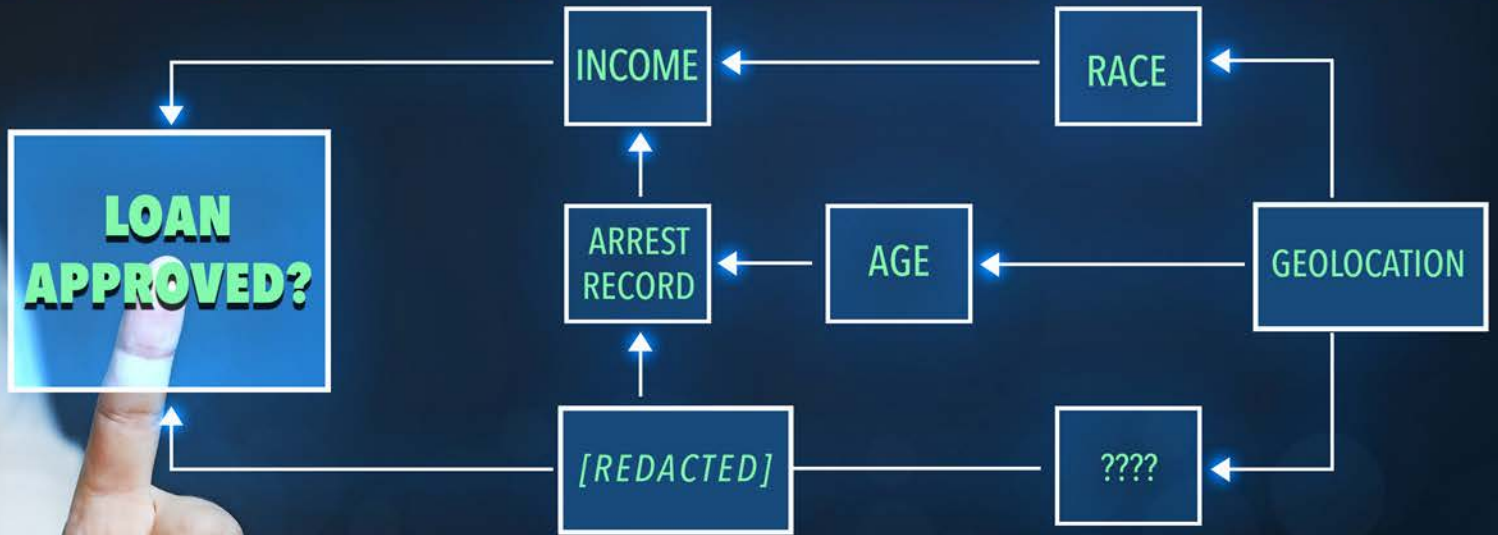 INCOME
RACE
LOAN
APPROVED?
ARREST
RECORD
AGE
GEOLOCATION
[REDACTED]
????